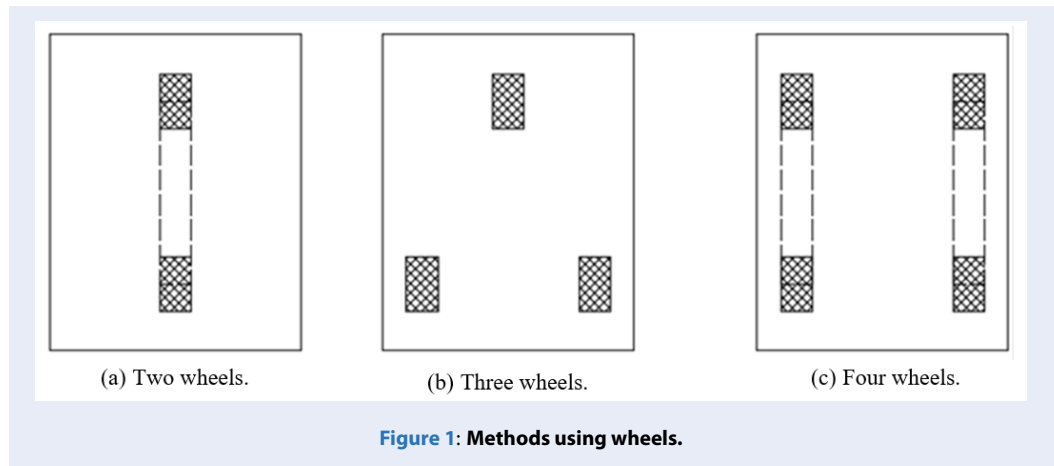 (a) Two wheels.
(b) Three wheels.
(c) Four wheels.
Figure 1: Methods using wheels.